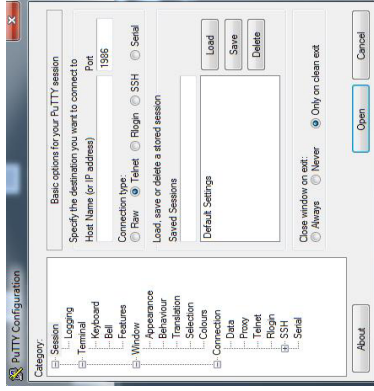 PuTTY Configuration
Category:
Session
Logging
Terminal
Keyboard
Bell
Features
Window
Appearance
Behaviour
Translation
Selection
Colours
Connection
Data
Proxy
Telnet
Rlogin
SSH
Serial
Basic options for your PuTTY session
Specify the destination you want to connect to
Host Name (or IP address) Port
1986
Connection type:
Raw Telnet Rlogin SSH Serial
Load, save or delete a stored session
Saved Sessions
Default Settings
Load
Save
Delete
Close window on exit:
Always Never Only on clean exit
About Open Cancel